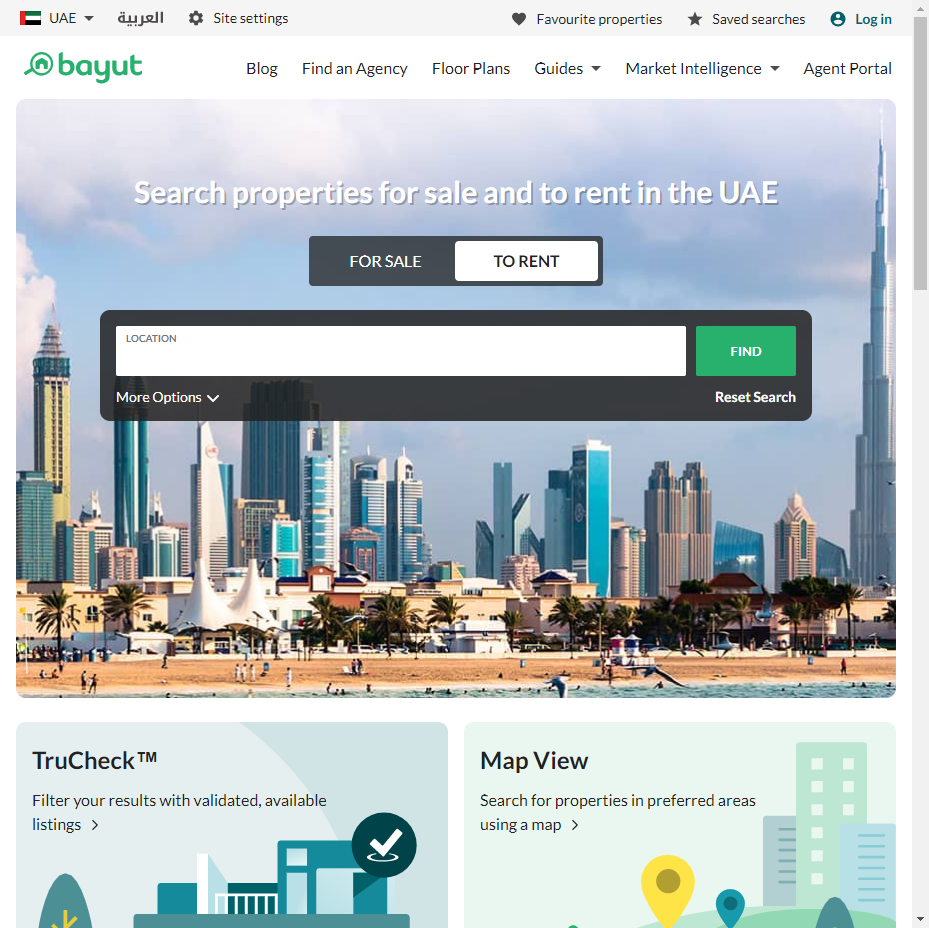 UAE
العربية
Site settings
Favourite properties
Saved searches
Log in
bayut
Blog
Find an Agency
Floor Plans
Guides
Market Intelligence
Agent Portal
Search properties for sale and to rent in the UAE
FOR SALE
TO RENT
LOCATION
FIND
More Options
Reset Search
TruCheck™
Filter your results with validated, available
listings
Map View
Search for properties in preferred areas
using a map